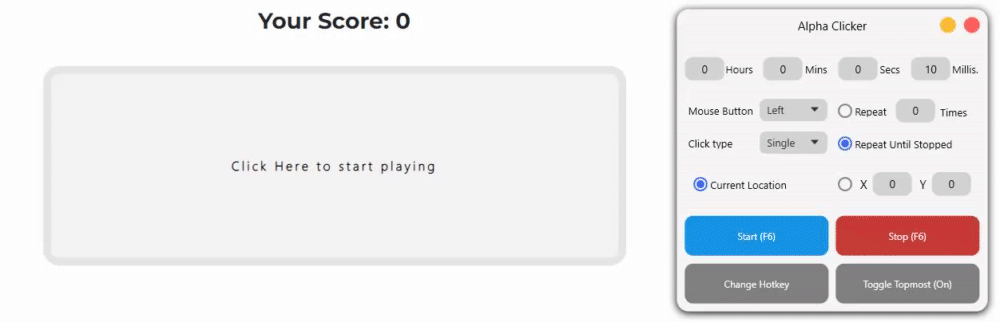 Your Score: 0
Click Here to start playing
Alpha Clicker
0 Hours 0 Mins 0 Secs 10 Millis.
Mouse Button Left Repeat 0 Times
Click type Single Repeat Until Stopped
Current Location X 0 Y 0
Start (F6) Stop (F6)
Change Hotkey Toggle Topmost (On)